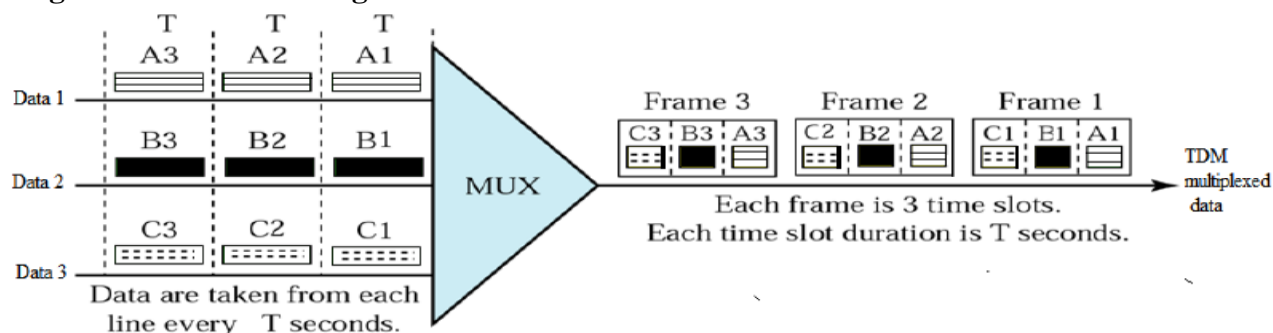 T T T
A3 A2 A1
Data 1
B3 B2 B1
Data 2
C3 C2 C1
Data 3
Data are taken from each
line every T seconds.
MUX
Frame 3 Frame 2 Frame 1
C3 B3 A3 C2 B2 A2 C1 B1 A1
Each frame is 3 time slots.
Each time slot duration is T seconds.
TDM
multiplexed
data